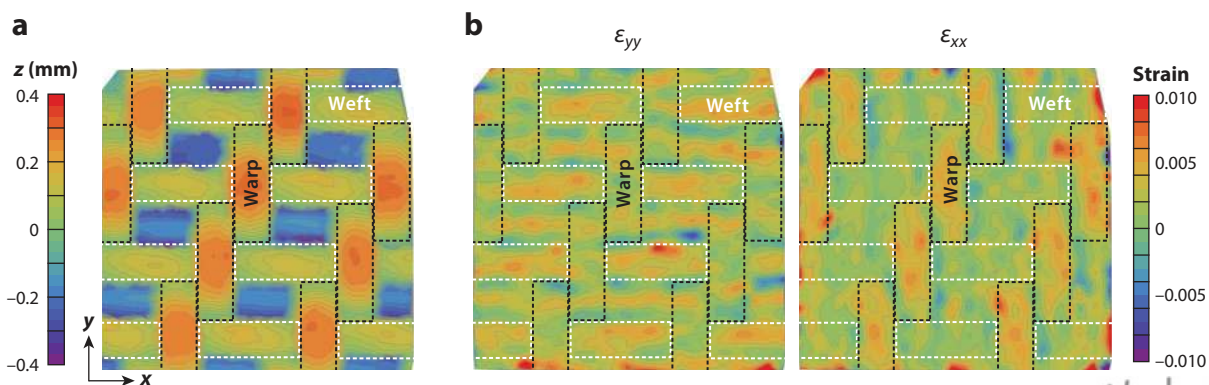 a
b
εyy
εxx
z (mm)
0.4
0.2
0
–0.2
–0.4
Weft
Warp
y
x
Weft
Warp
Weft
Warp
Strain
0.010
0.005
0
–0.005
–0.010